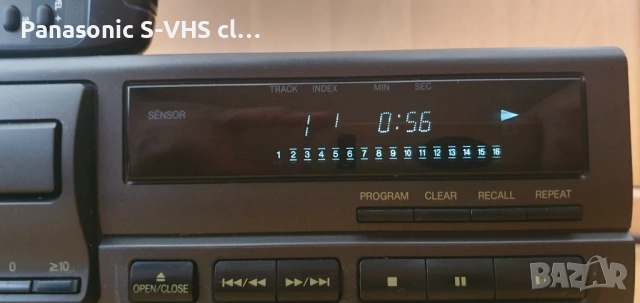 Panasonic S-VHS cl...
TRACK INDEX MIN SEC
SENSOR
1 1 0:56
1 2 3 4 5 6 7 8 9 10 11 12 13 14 15 16
PROGRAM CLEAR RECALL REPEAT
0 ≥10
OPEN/CLOSE
BAZAR
bg